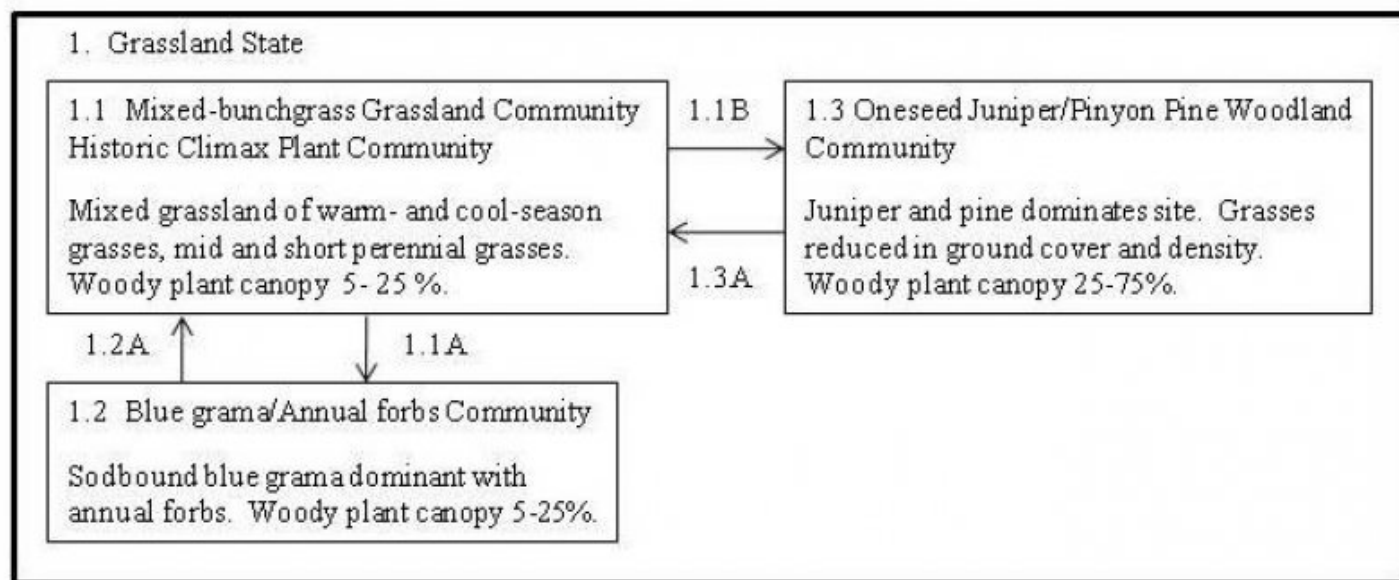 1. Grassland State
1.1 Mixed-bunchgrass Grassland Community
Historic Climax Plant Community
Mixed grassland of warm- and cool-season
grasses, mid and short perennial grasses.
Woody plant canopy 5- 25 %.
1.1B
1.3A
1.3 Oneseed Juniper/Pinyon Pine Woodland
Community
Juniper and pine dominates site. Grasses
reduced in ground cover and density.
Woody plant canopy 25-75%.
1.2A
1.1A
1.2 Blue grama/Annual forbs Community
Sodbound blue grama dominant with
annual forbs. Woody plant canopy 5-25%.